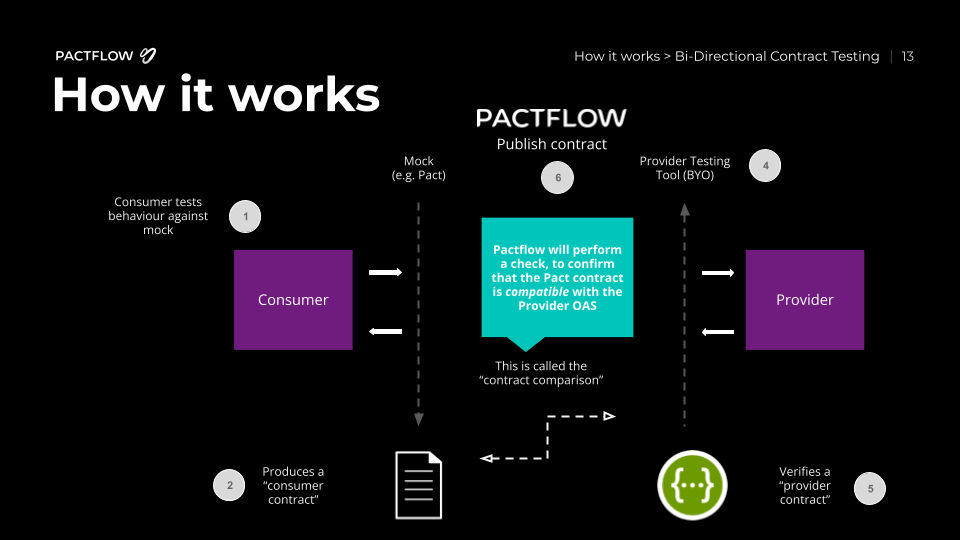 PACTFLOW
How it works > Bi-Directional Contract Testing | 13
How it works
PACTFLOW
Publish contract
6
Mock
(e.g. Pact)
Provider Testing
Tool (BYO)
4
Consumer tests
behaviour against
mock
1
Pactflow will perform
a check, to confirm
that the Pact contract
is compatible with the
Provider OAS
Consumer
Provider
This is called the
“contract comparison”
2
Produces a
“consumer
contract”
{···}
Verifies a
“provider
contract”
5